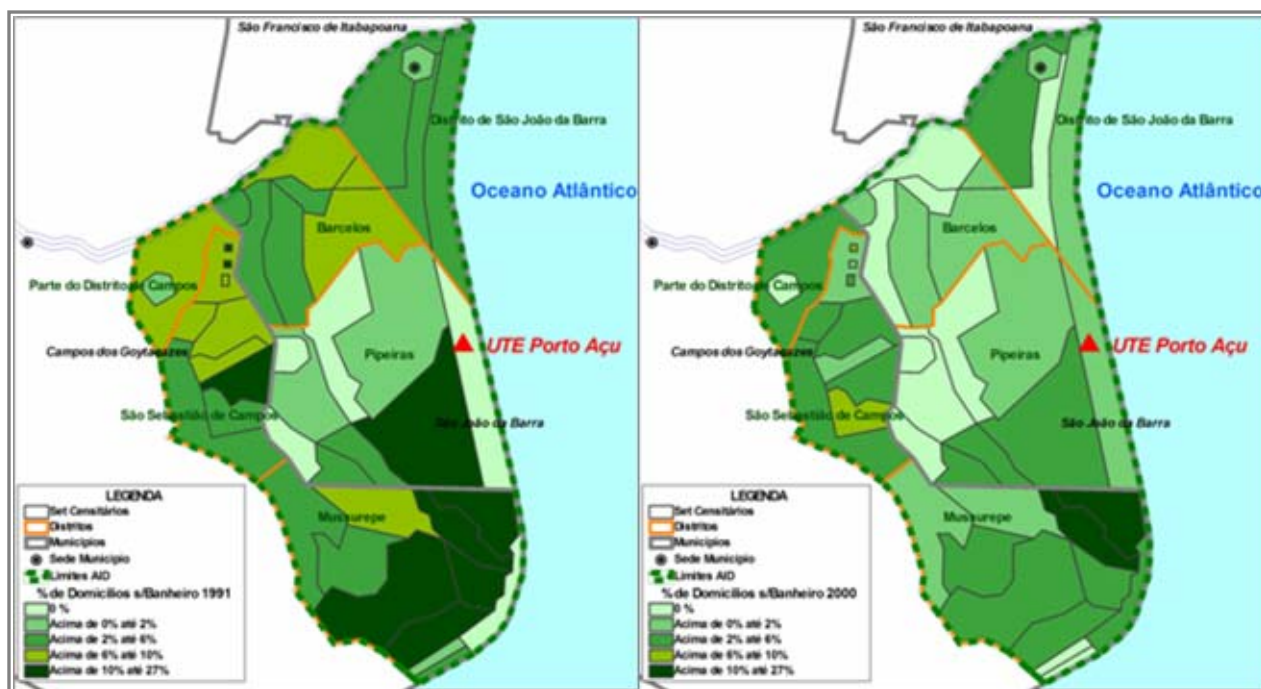 São Francisco de Itabapoana
Distrito de São João da Barra
Oceano Atlântico
Barcelos
Parte do Distrito de Campos
Campos dos Goytacazes
Pipeiras
UTE Porto Açu
São Sebastião de Campos
São João da Barra
Mussurepe
LEGENDA
Set Censitários
Distritos
Municípios
Sede Município
Limites AID
% de Domicilios s/Banheiro 1991
0 %
Acima de 0% até 2%
Acima de 2% até 6%
Acima de 6% até 10%
Acima de 10% até 27%
São Francisco de Itabapoana
Distrito de São João da Barra
Oceano Atlântico
Barcelos
Parte do Distrito de Campos
Campos dos Goytacazes
Pipeiras
UTE Porto Açu
São Sebastião de Campos
São João da Barra
Mussurepe
LEGENDA
Set Censitários
Distritos
Municípios
Sede Município
Limites AID
% de Domicilios s/Banheiro 2000
0 %
Acima de 0% até 2%
Acima de 2% até 6%
Acima de 6% até 10%
Acima de 10% até 27%